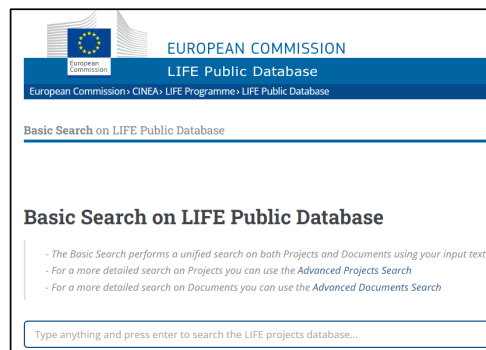 EUROPEAN COMMISSION
European
Commission
LIFE Public Database
European Commission › CINEA › LIFE Programme › LIFE Public Database
Basic Search on LIFE Public Database
Basic Search on LIFE Public Database
- The Basic Search performs a unified search on both Projects and Documents using your input text
- For a more detailed search on Projects you can use the Advanced Projects Search
- For a more detailed search on Documents you can use the Advanced Documents Search
Type anything and press enter to search the LIFE projects database...